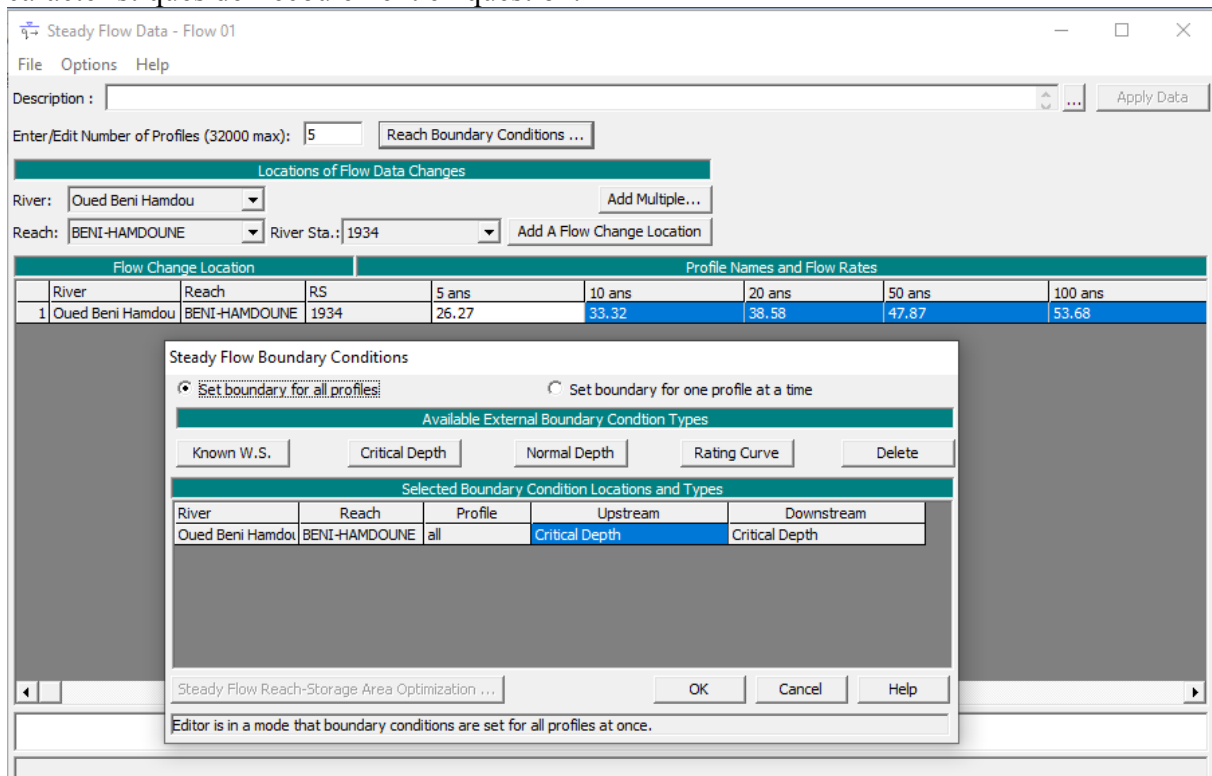 Steady Flow Data - Flow 01
File Options Help
Description : ... Apply Data
Enter/Edit Number of Profiles (32000 max): 5 Reach Boundary Conditions ...
Locations of Flow Data Changes
River: Oued Beni Hamdou Add Multiple...
Reach: BENI-HAMDOUNE River Sta.: 1934 Add A Flow Change Location
Flow Change Location Profile Names and Flow Rates
River Reach RS 5 ans 10 ans 20 ans 50 ans 100 ans
1 Oued Beni Hamdou BENI-HAMDOUNE 1934 26.27 33.32 38.58 47.87 53.68
Steady Flow Boundary Conditions
Set boundary for all profiles Set boundary for one profile at a time
Available External Boundary Condtion Types
Known W.S. Critical Depth Normal Depth Rating Curve Delete
Selected Boundary Condition Locations and Types
River Reach Profile Upstream Downstream
Oued Beni Hamdou BENI-HAMDOUNE all Critical Depth Critical Depth
Steady Flow Reach-Storage Area Optimization ... OK Cancel Help
Editor is in a mode that boundary conditions are set for all profiles at once.